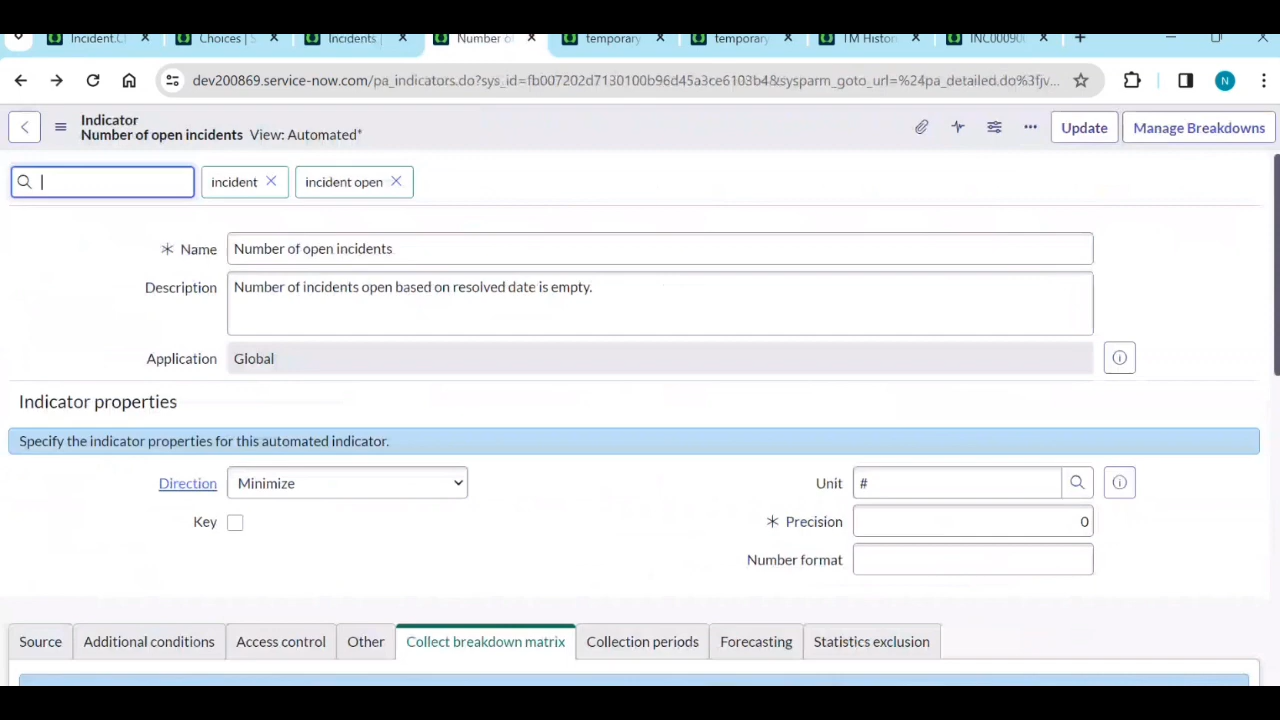 Incident.C
Choices | S
Incidents |
Number of
temporary
temporary
TM Histor
INC00090
dev200869.service-now.com/pa_indicators.do?sys_id=fb007202d7130100b96d45a3ce6103b4&sysparm_goto_url=%24pa_detailed.do%3fjv...
N
Indicator
Number of open incidents View: Automated*
Update
Manage Breakdowns
incident
incident open
Name
Number of open incidents
Description
Number of incidents open based on resolved date is empty.
Application
Global
Indicator properties
Specify the indicator properties for this automated indicator.
Direction
Minimize
Unit
#
Key
Precision
0
Number format
Source
Additional conditions
Access control
Other
Collect breakdown matrix
Collection periods
Forecasting
Statistics exclusion